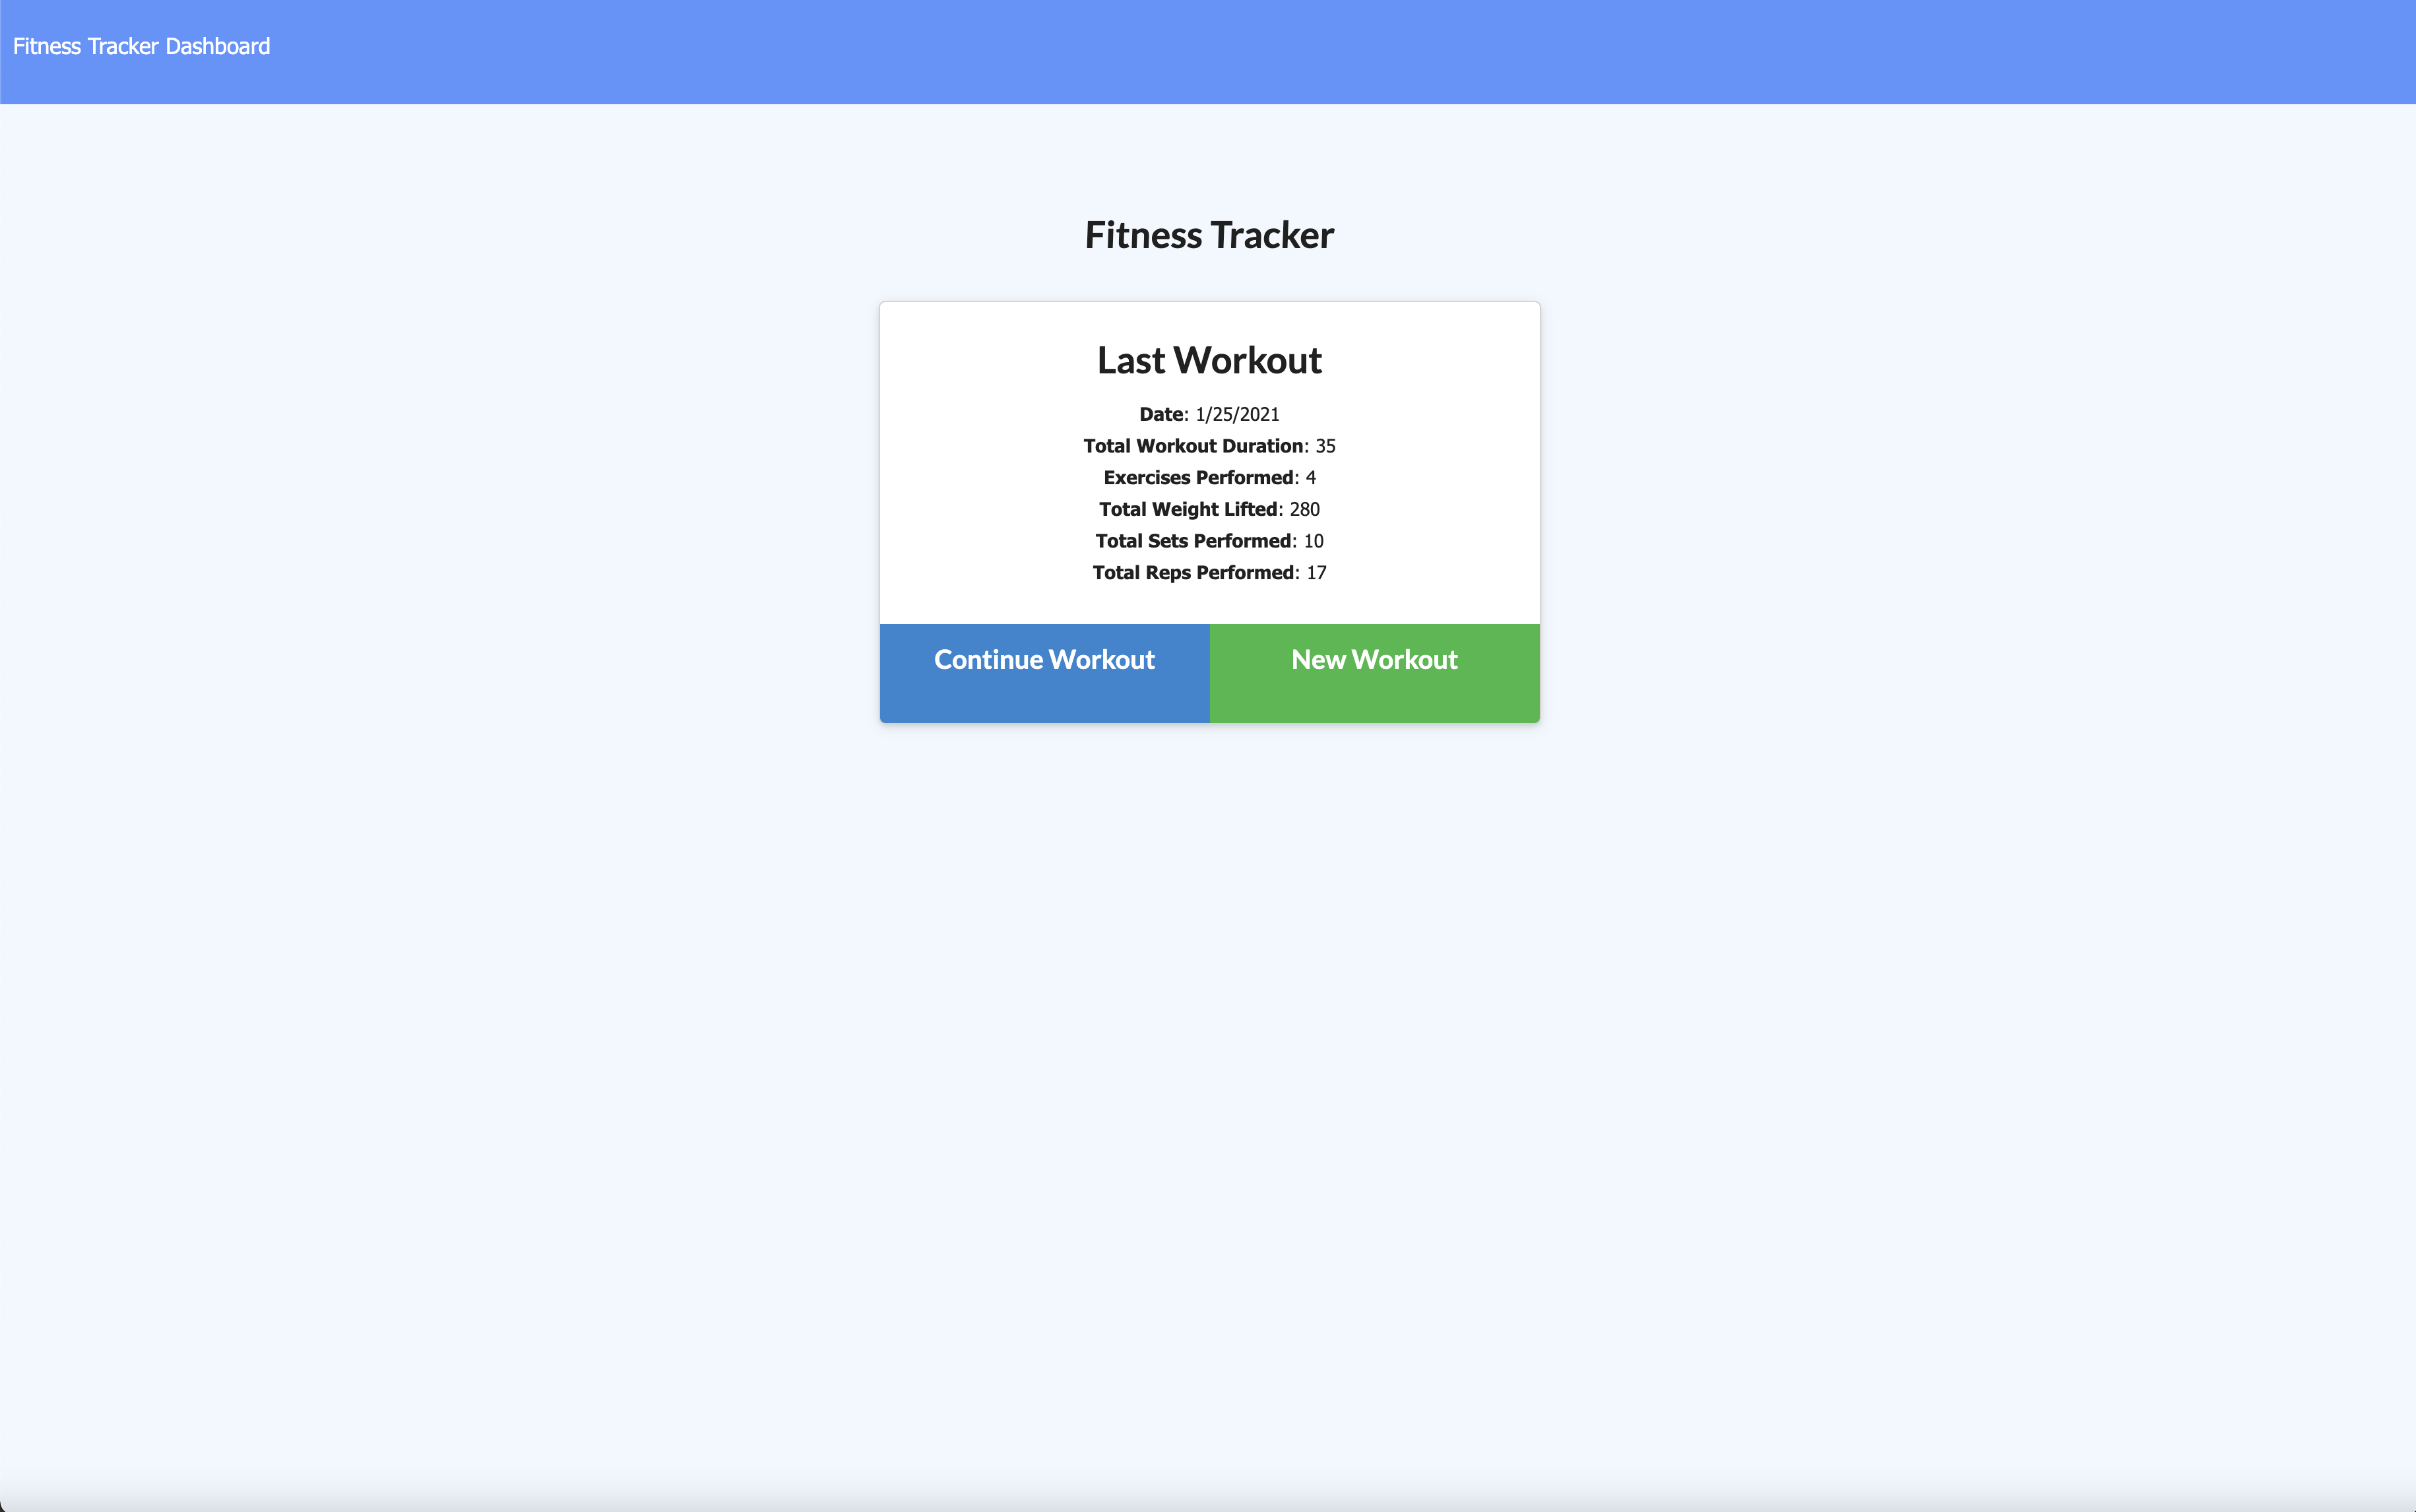 Fitness Tracker Dashboard
Fitness Tracker
Last Workout
Date: 1/25/2021
Total Workout Duration: 35
Exercises Performed: 4
Total Weight Lifted: 280
Total Sets Performed: 10
Total Reps Performed: 17
Continue Workout
New Workout